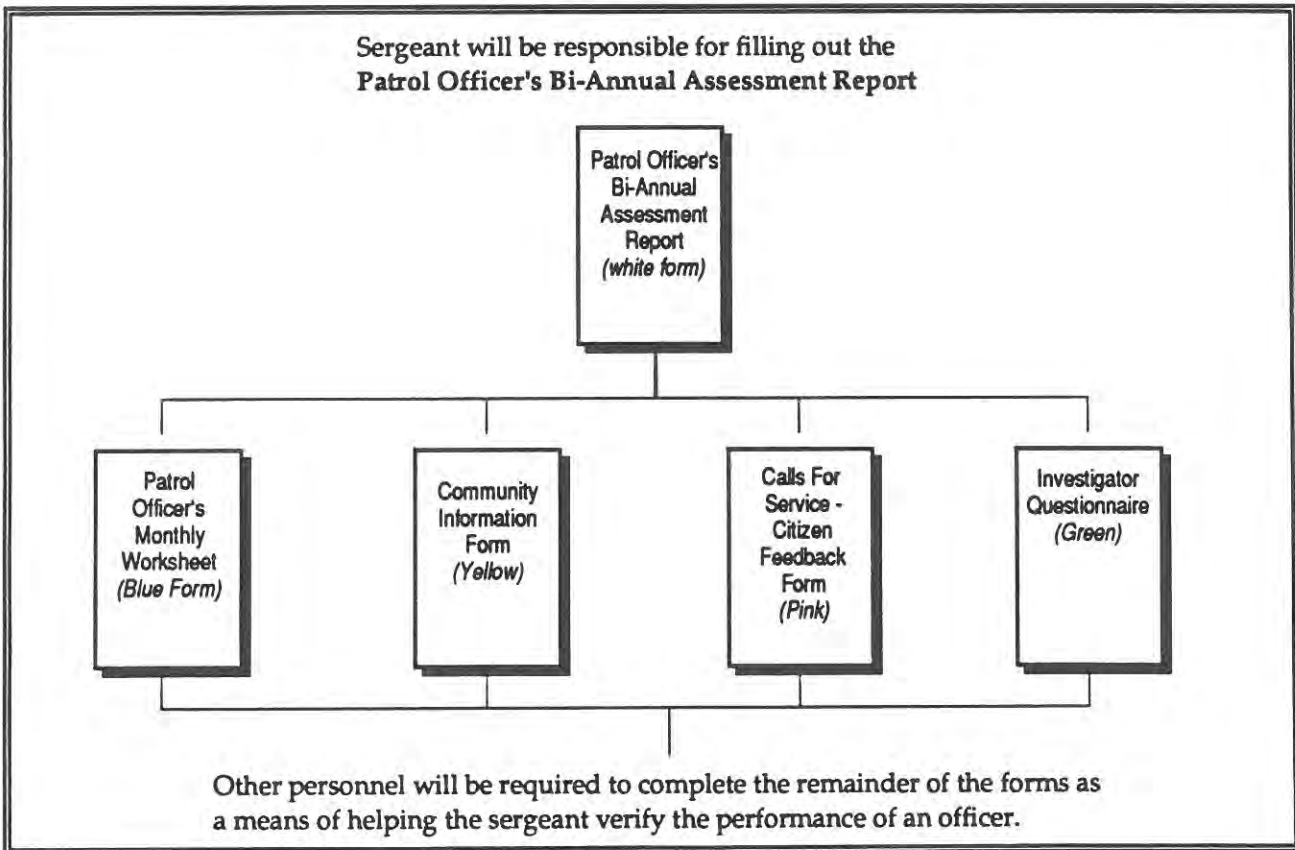 Sergeant will be responsible for filling out the
Patrol Officer's Bi-Annual Assessment Report
Patrol Officer's
Bi-Annual
Assessment
Report
(white form)
Patrol
Officer's
Monthly
Worksheet
(Blue Form)
Community
Information
Form
(Yellow)
Calls For
Service -
Citizen
Feedback
Form
(Pink)
Investigator
Questionnaire
(Green)
Other personnel will be required to complete the remainder of the forms as
a means of helping the sergeant verify the performance of an officer.